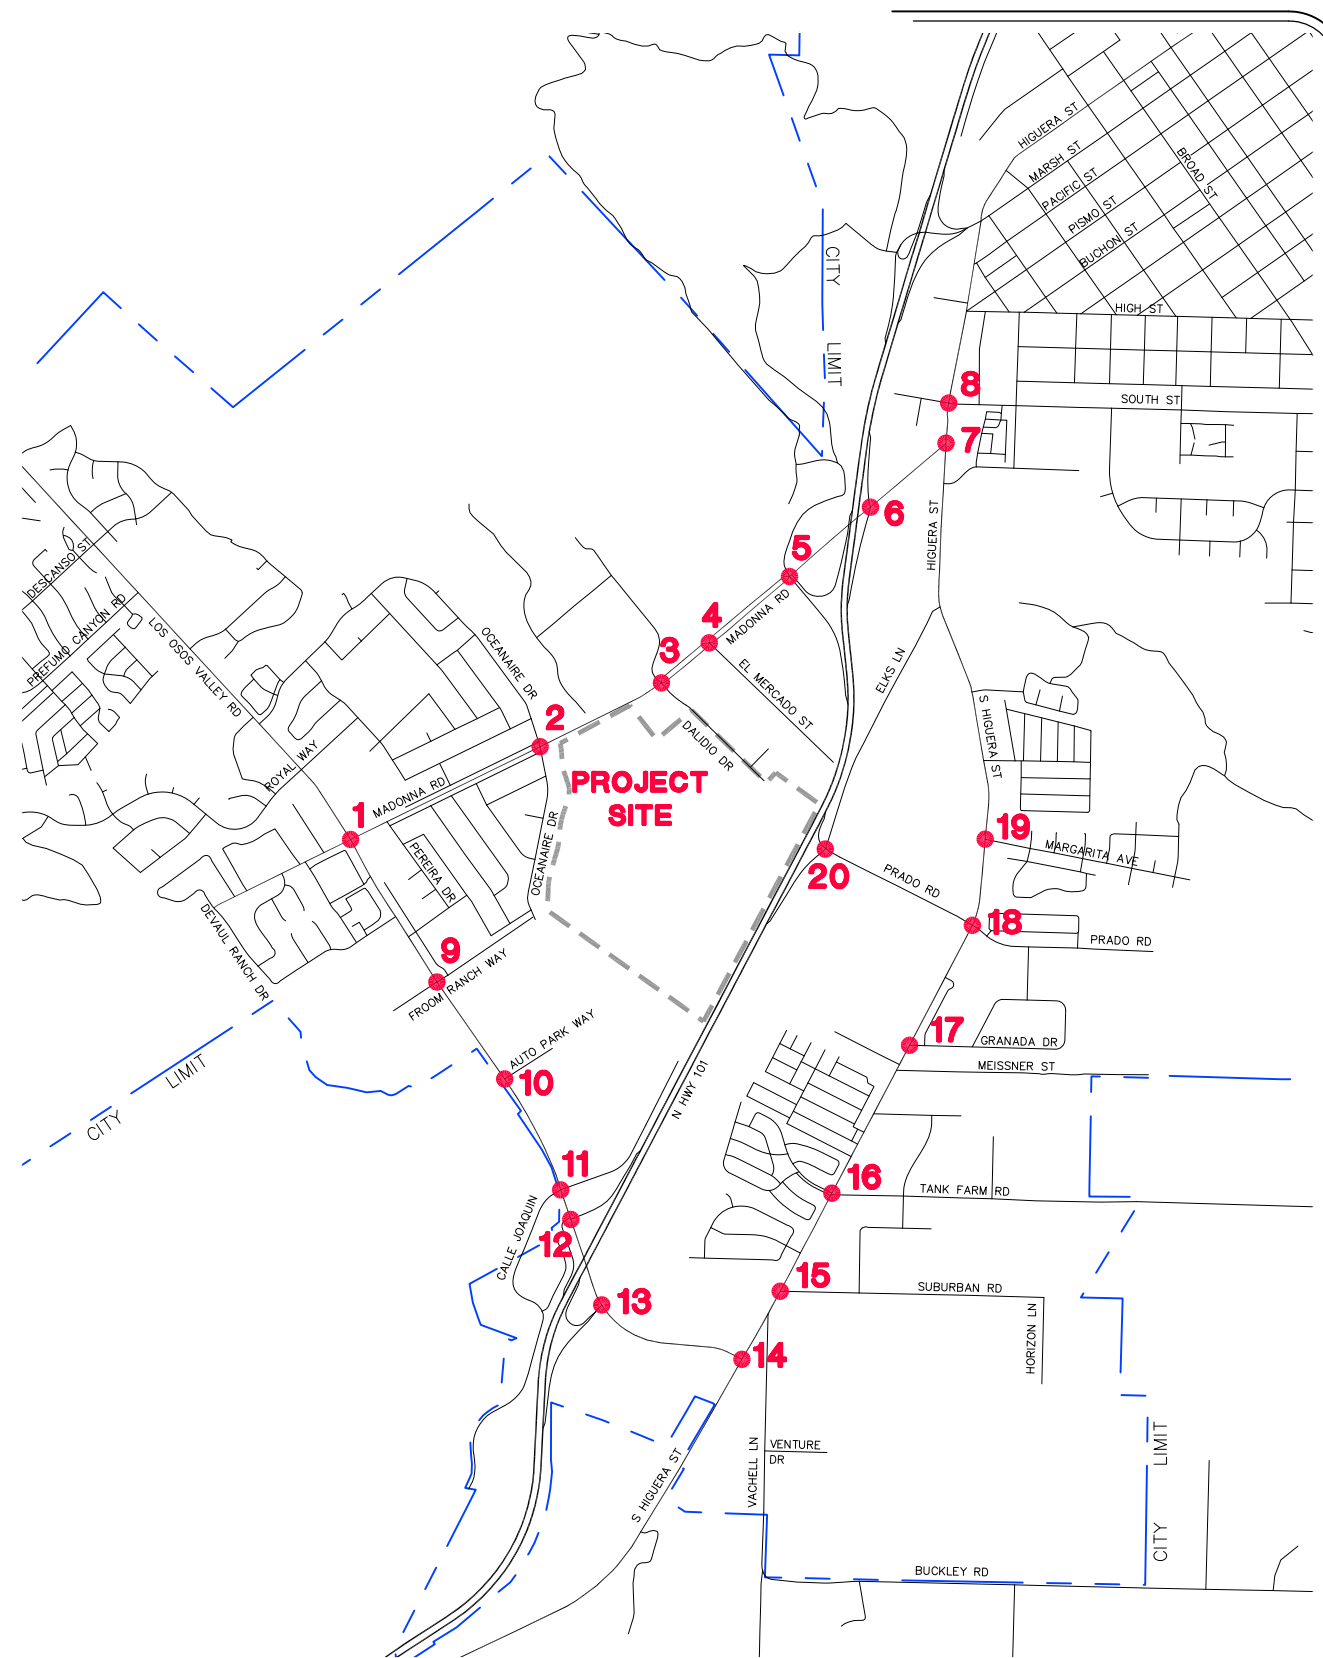 HIGUERA ST
MARSH ST
BROAD ST
PACIFIC ST
PISMO ST
BUCHON ST
CITY LIMIT
HIGH ST
8
SOUTH ST
7
6
HIGUERA ST
5
DESCANSO ST
PREFUMO CANYON RD
LOS OSOS VALLEY RD
OCEANAIRE DR
4
MADONNA RD
3
EL MERCADO ST
ELKS LN
S HIGUERA ST
2
DALIDIO DR
ROYAL WAY
MADONNA RD
PROJECT
SITE
1
19
MARGARITA AVE
PEREIRA DR
OCEANAIRE DR
20
PRADO RD
DEVAUL RANCH DR
18
PRADO RD
9
FROOM RANCH WAY
AUTO PARK WAY
17
GRANADA DR
MEISSNER ST
CITY LIMIT
10
N HWY 101
11
16
TANK FARM RD
CALLE JOAQUIN
12
15
SUBURBAN RD
13
HORIZON LN
14
VENTURE
DR
VACHELL LN
S HIGUERA ST
CITY LIMIT
BUCKLEY RD